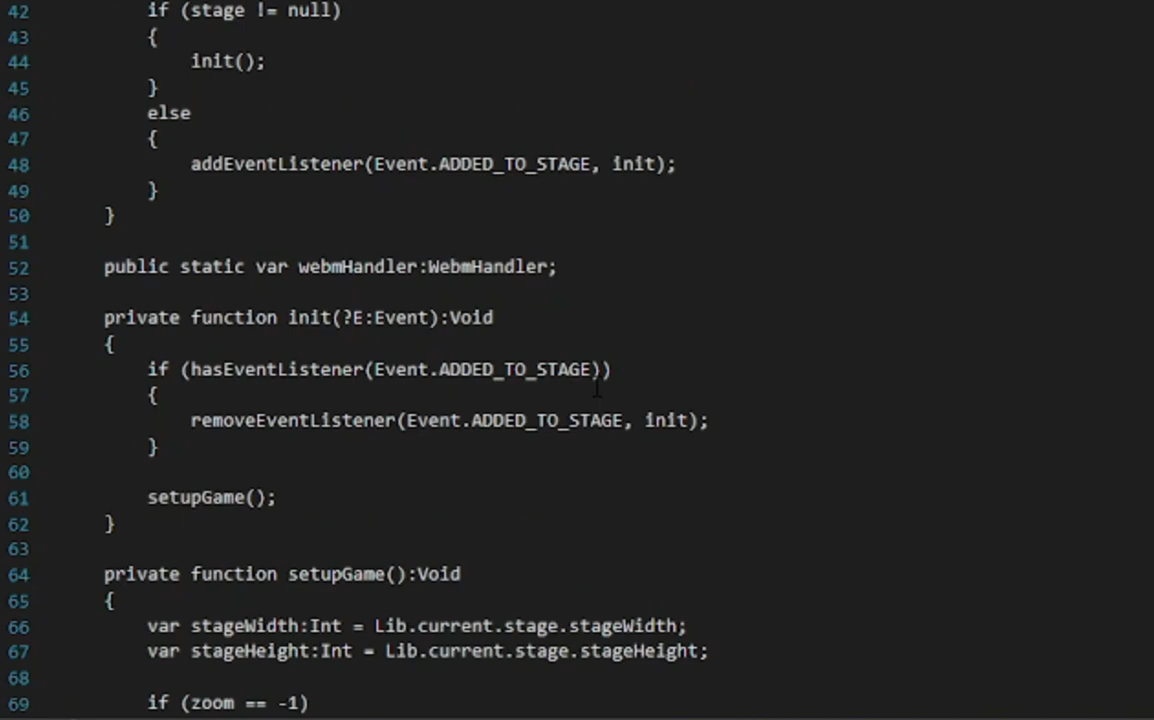 42 if (stage != null)
43 {
44 init();
45 }
46 else
47 {
48 addEventListener(Event.ADDED_TO_STAGE, init);
49 }
50 }
51
52 public static var webmHandler:WebmHandler;
53
54 private function init(?E:Event):Void
55 {
56 if (hasEventListener(Event.ADDED_TO_STAGE))
57 {
58 removeEventListener(Event.ADDED_TO_STAGE, init);
59 }
60
61 setupGame();
62 }
63
64 private function setupGame():Void
65 {
66 var stageWidth:Int = Lib.current.stage.stageWidth;
67 var stageHeight:Int = Lib.current.stage.stageHeight;
68
69 if (zoom == -1)